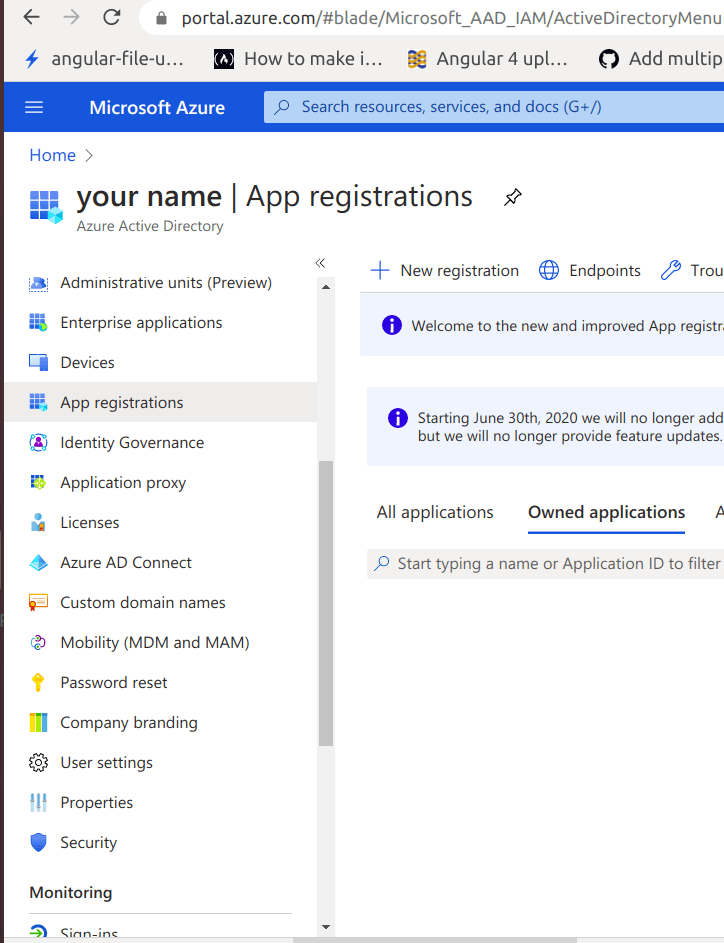 portal.azure.com/#blade/Microsoft_AAD_IAM/ActiveDirectoryMenu
angular-file-u... How to make i... Angular 4 upl... Add multip
Microsoft Azure Search resources, services, and docs (G+/)
Home
your name | App registrations
Azure Active Directory
Administrative units (Preview)
Enterprise applications
Devices
App registrations
Identity Governance
Application proxy
Licenses
Azure AD Connect
Custom domain names
Mobility (MDM and MAM)
Password reset
Company branding
User settings
Properties
Security
Monitoring
Sign-ins
New registration Endpoints Trou
Welcome to the new and improved App registra
Starting June 30th, 2020 we will no longer add
but we will no longer provide feature updates.
All applications Owned applications A
Start typing a name or Application ID to filter